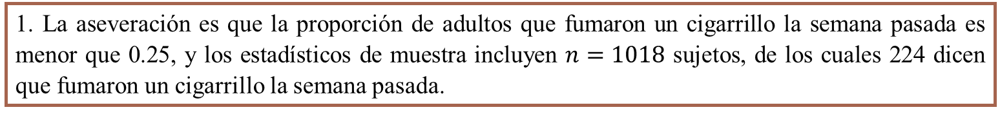 1. La aseveración es que la proporción de adultos que fumaron un cigarrillo la semana pasada es
menor que 0.25, y los estadísticos de muestra incluyen n = 1018 sujetos, de los cuales 224 dicen
que fumaron un cigarrillo la semana pasada.